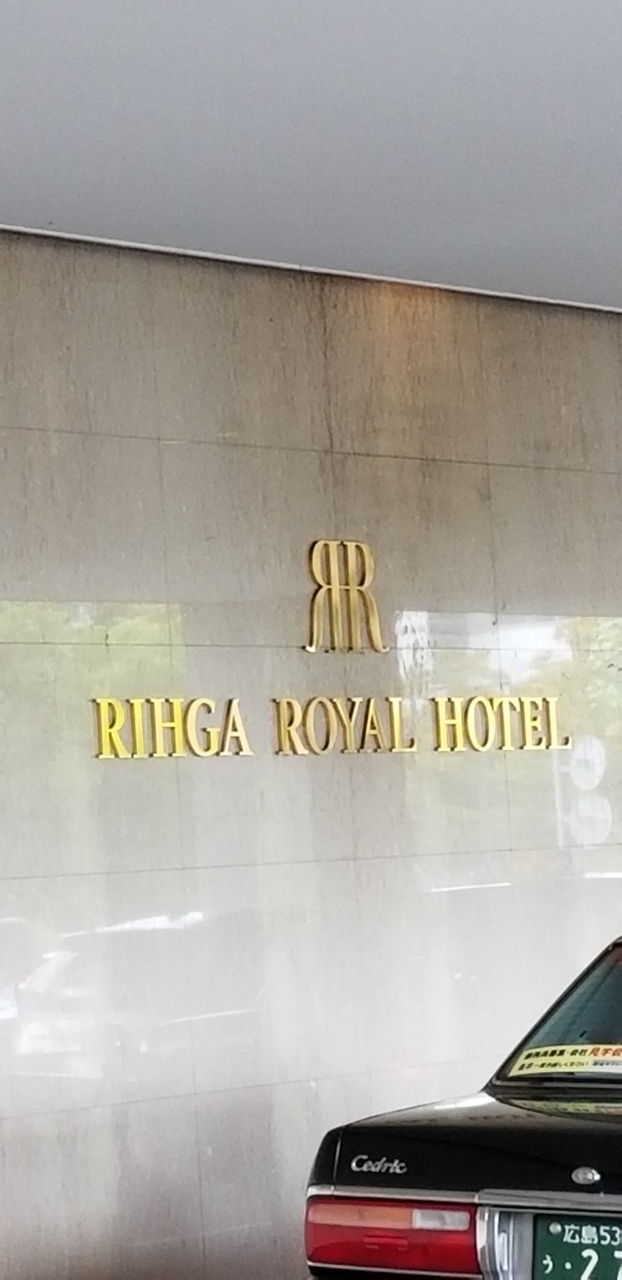 RR
RIHGA ROYAL HOTEL
Cedric
広島53
う・27